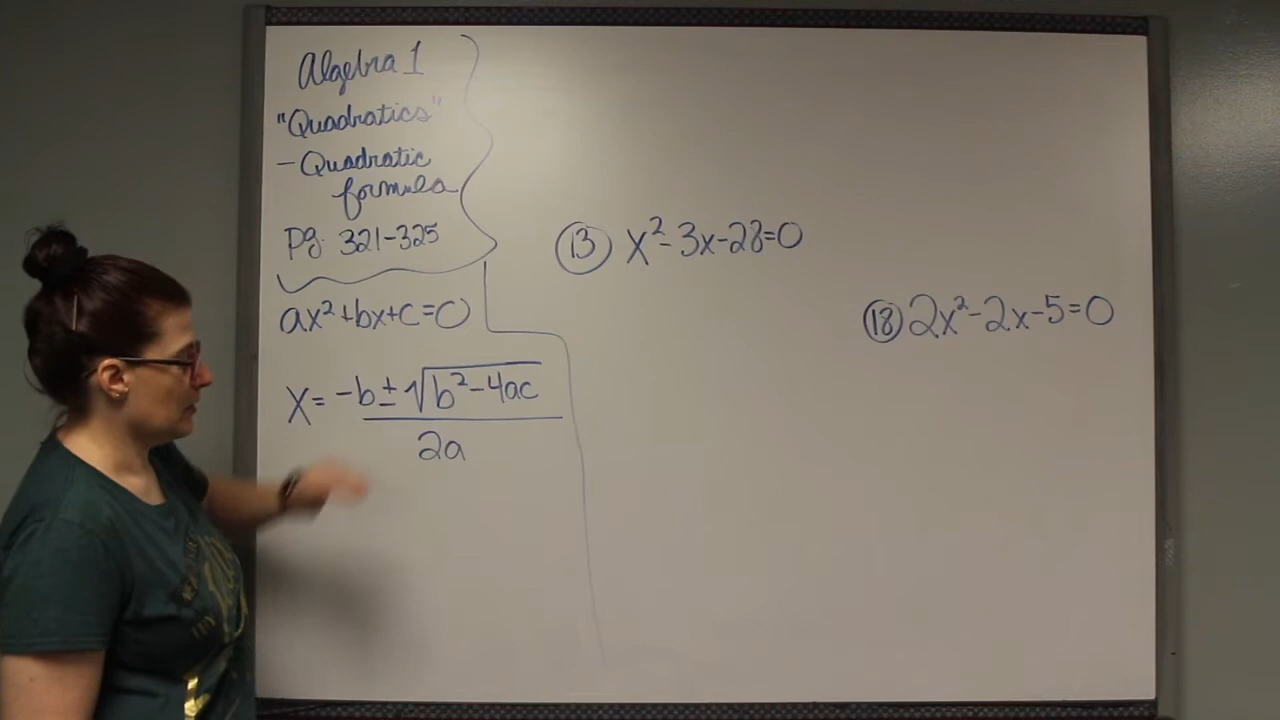 Algebra 1
"Quadratics"
- Quadratic
formula
Pg. 321-325
ax²+bx+c=0
x= -b±√b²-4ac
2a
13 x²-3x-28=0
18 2x²-2x-5=0